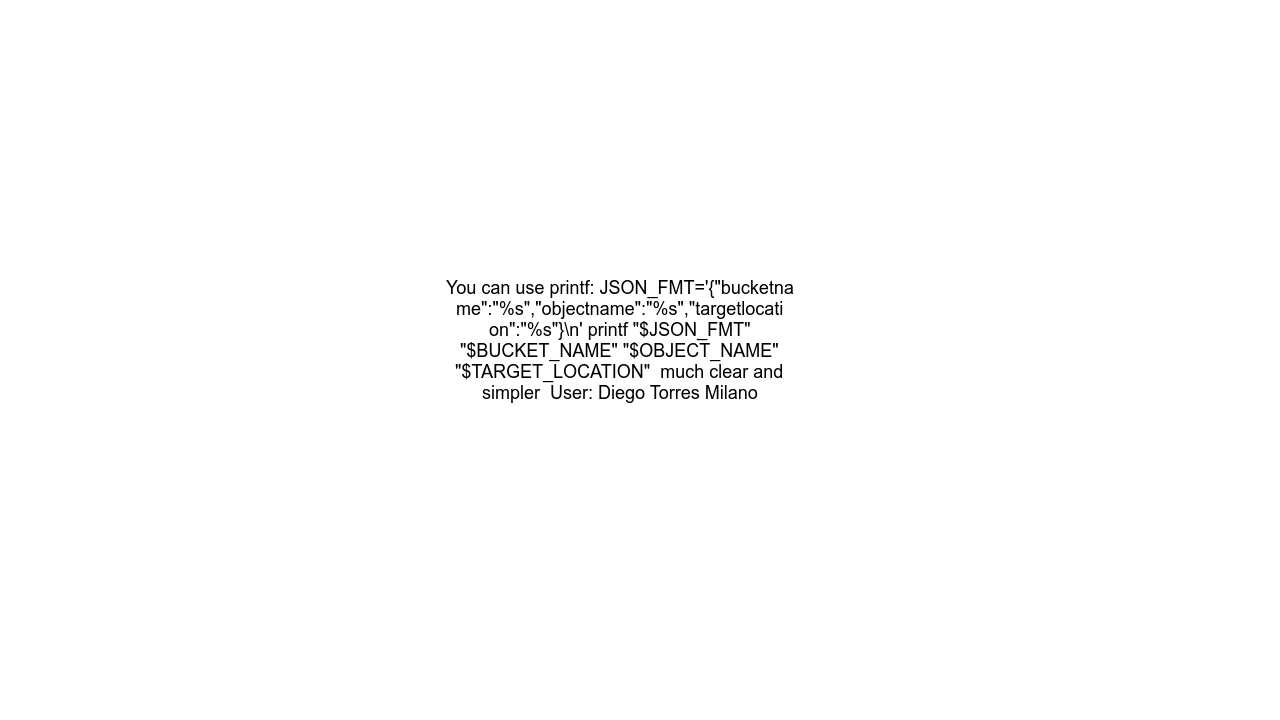 You can use printf: JSON_FMT='{"bucketna
me":"%s","objectname":"%s","targetlocati
on":"%s"}\n' printf "$JSON_FMT"
"$BUCKET_NAME" "$OBJECT_NAME"
"$TARGET_LOCATION"  much clear and
simpler  User: Diego Torres Milano